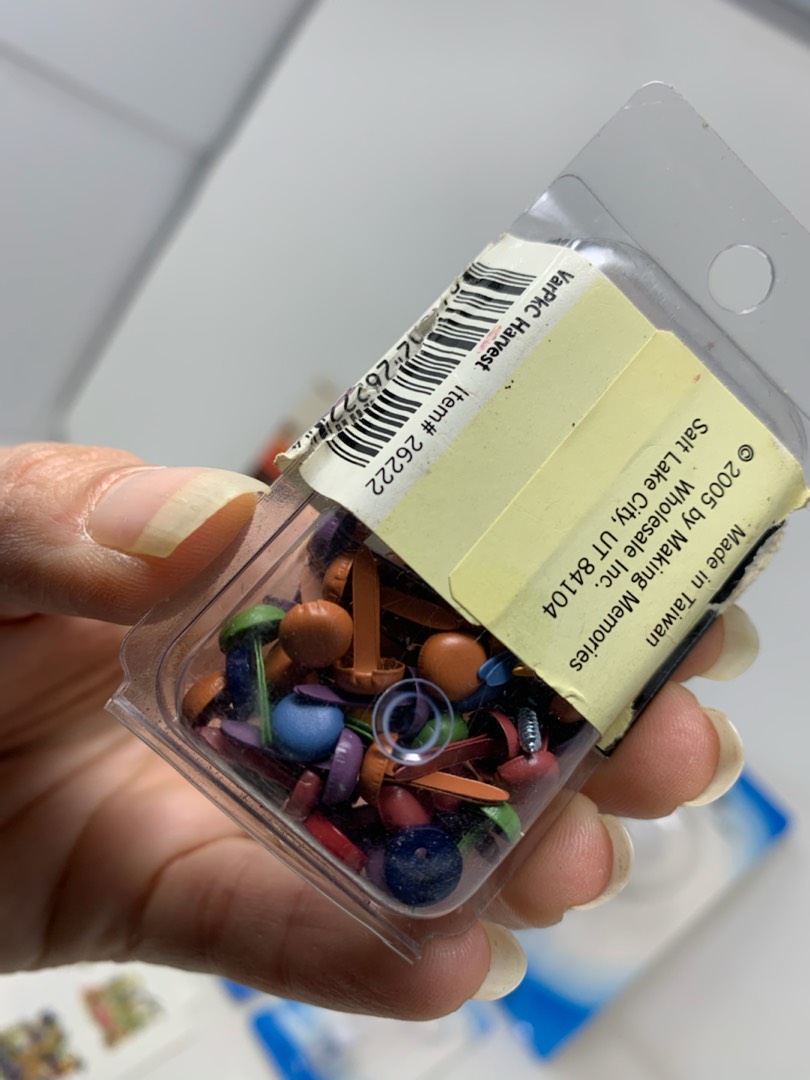 VarPkC Harvest Item# 26222
Made in Taiwan
© 2005 by Making Memories
Wholesale Inc.
Salt Lake City, UT 84104